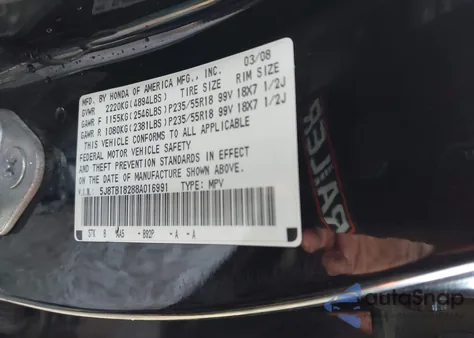 MFD. BY HONDA OF AMERICA MFG., INC. 03/08
GVWR 2220KG(4894LBS) TIRE SIZE RIM SIZE
GAWR F 1155KG(2546LBS)P235/55R18 99V 18X7 1/2J
GAWR R 1080KG(2381LBS)P235/55R18 99V 18X7 1/2J
THIS VEHICLE CONFORMS TO ALL APPLICABLE
FEDERAL MOTOR VEHICLE SAFETY
AND THEFT PREVENTION STANDARDS IN EFFECT
ON THE DATE OF MANUFACTURE SHOWN ABOVE.
V.I.N.: 5J8TB18288A016991 TYPE: MPV
STK B92P - A - A
RAILER
autoSnap